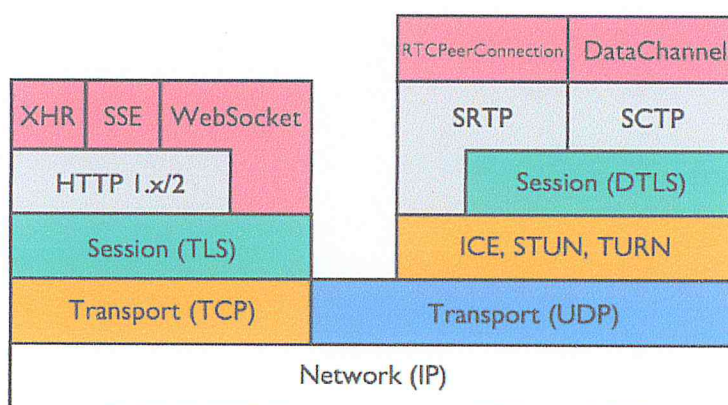 RTCPeerConnection
DataChannel
XHR
SSE
WebSocket
SRTP
SCTP
HTTP 1.x/2
Session (DTLS)
Session (TLS)
ICE, STUN, TURN
Transport (TCP)
Transport (UDP)
Network (IP)